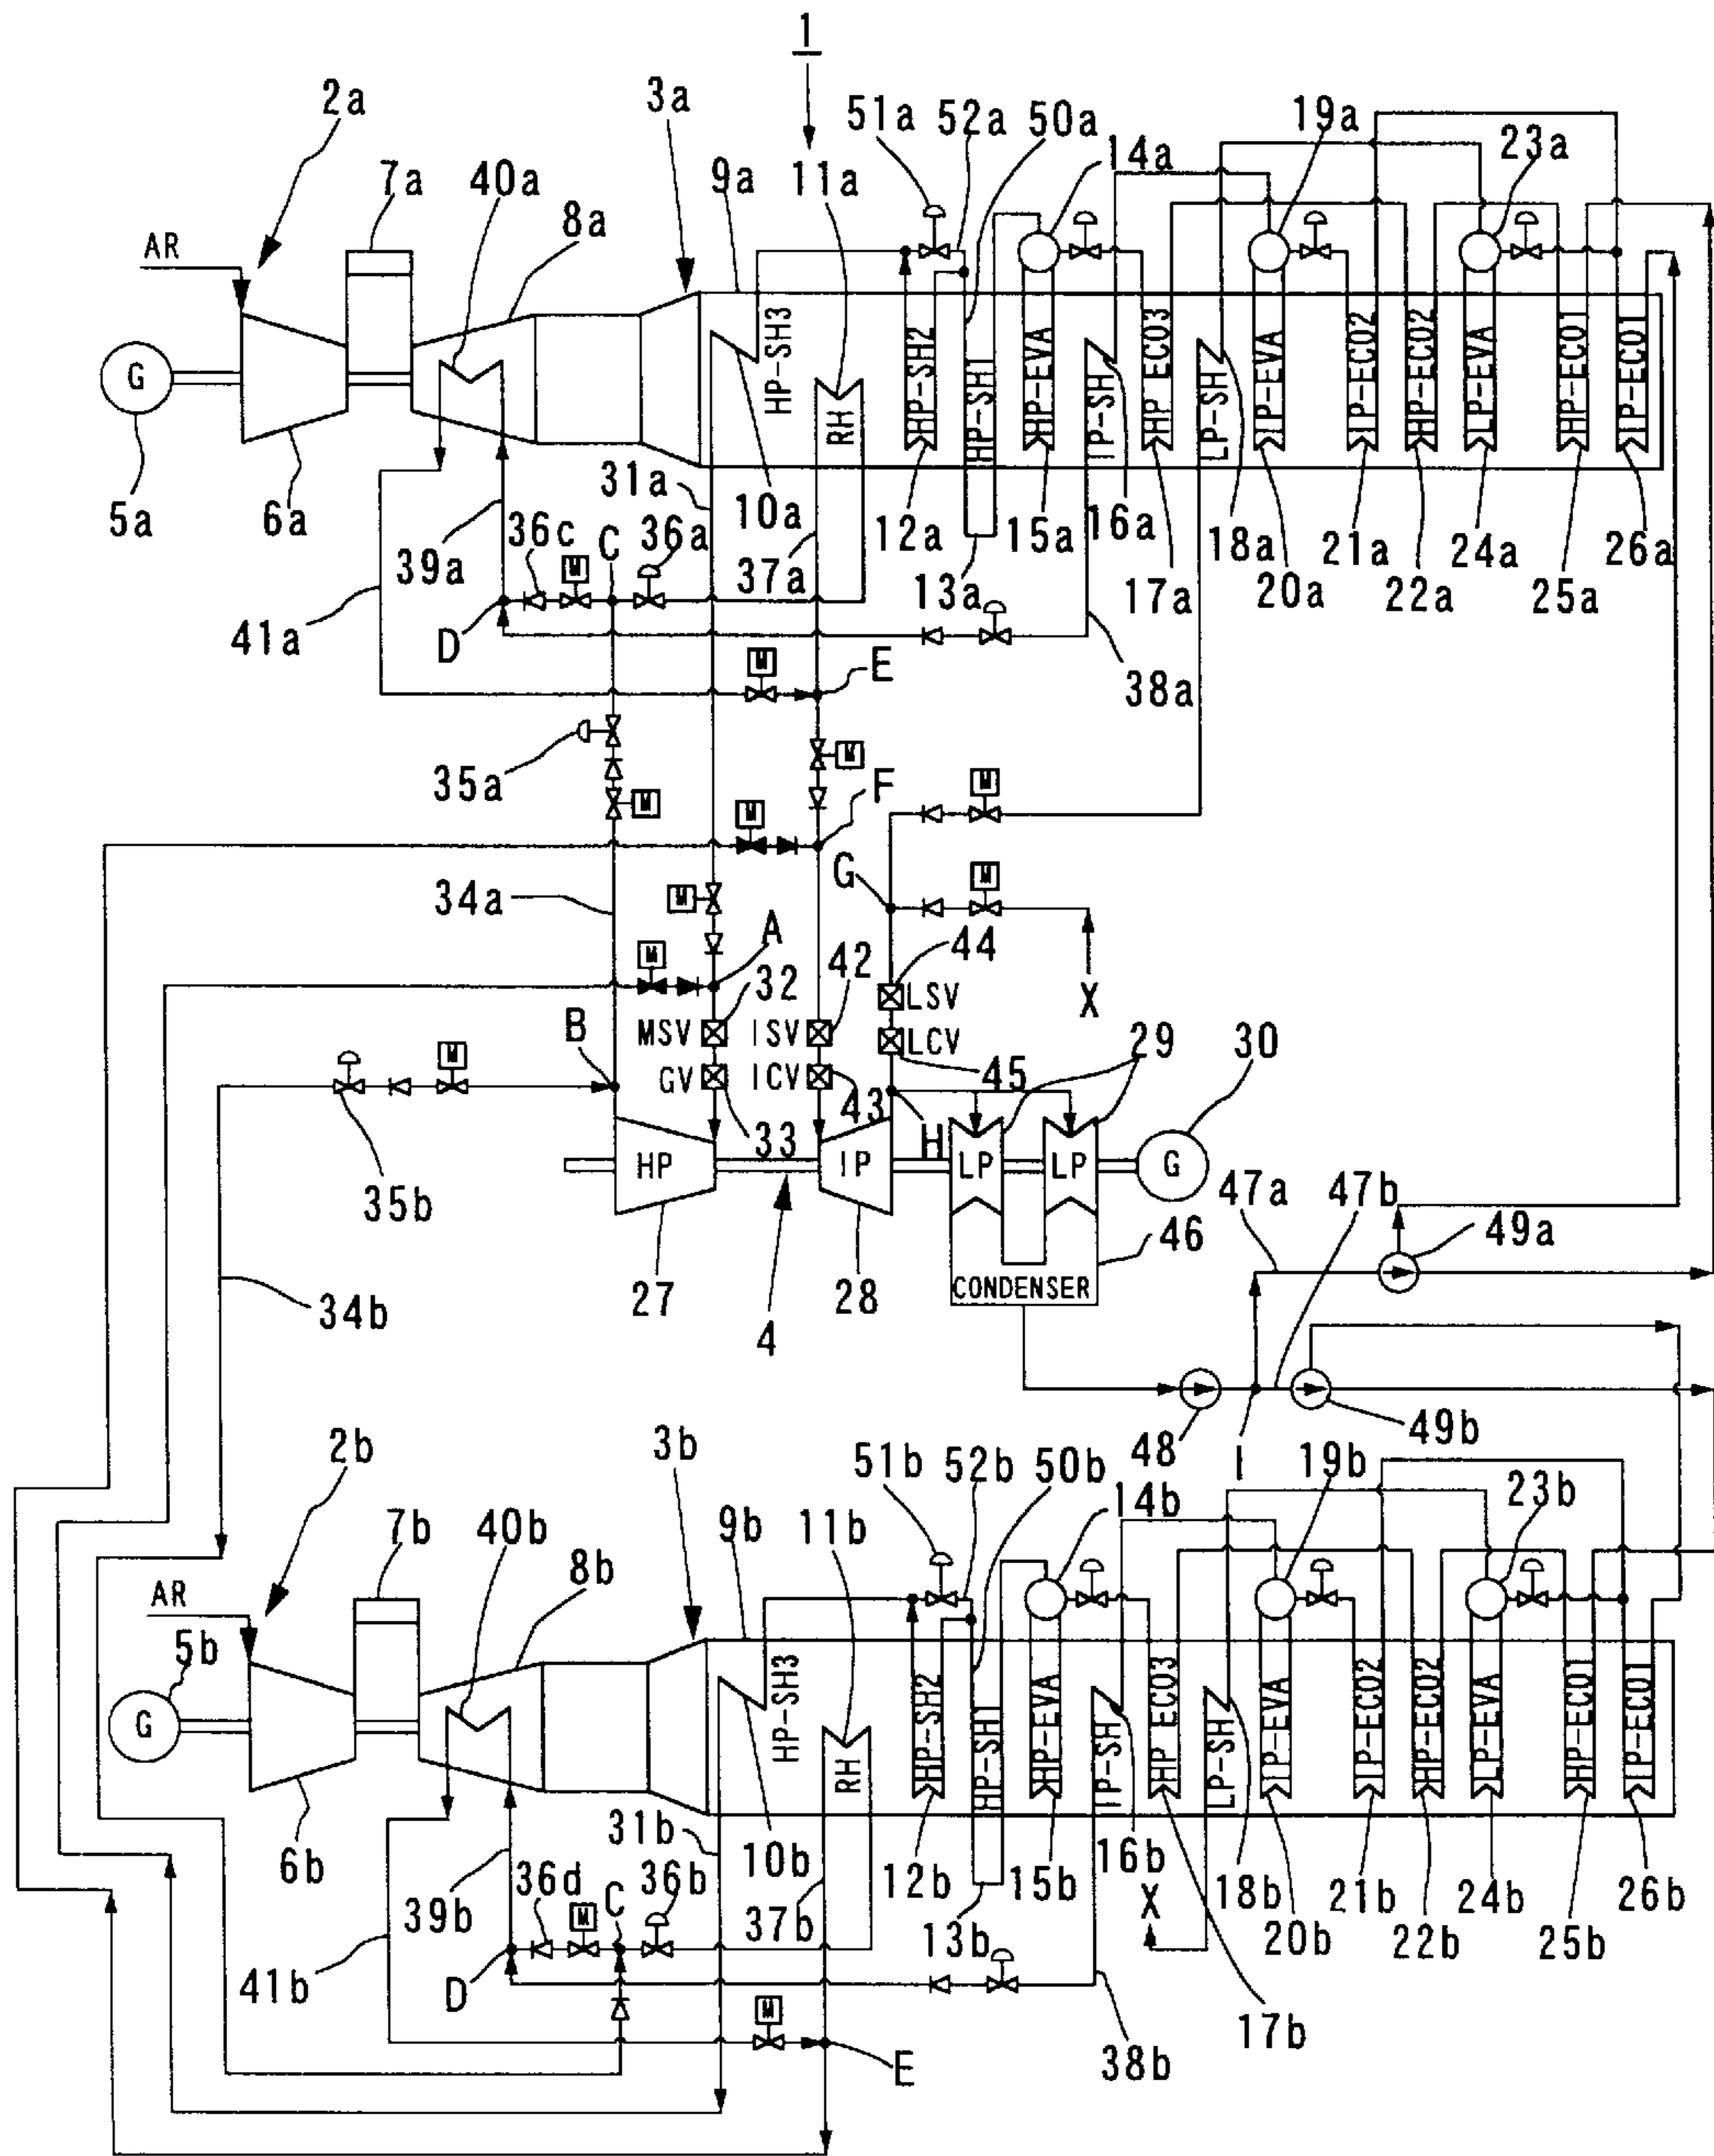 1
2a
3a
51a
52a
50a
19a
7a
40a
9a
11a
14a
23a
8a
AR
G
HP-SH3
RH
HP-SH2
HP-SH1
HP-EVA
IP-SH
HP ECO3
LP-SH
IP-EVA
IP-ECO2
HP-ECO2
LP-EVA
HP-ECO1
IP-ECO1
31a
5a
6a
10a
12a
15a
16a
18a
21a
24a
26a
39a
36c
C
36a
37a
13a
17a
20a
22a
25a
M
41a
D
M
E
38a
35a
M
M
F
M
M
G
M
34a
M
A
44
M
32
42
LSV
X
B
MSV
ISV
LCV
29
30
M
GV
ICV
45
43
33
H
HP
IP
LP
LP
G
35b
47a
47b
49a
46
27
28
CONDENSER
34b
4
48
I
49b
2b
3b
51b
52b
50b
19b
7b
40b
9b
11b
14b
23b
8b
AR
5b
G
HP-SH3
RH
HP-SH2
HP-SH1
HP-EVA
IP-SH
HP ECO3
LP-SH
IP-EVA
IP-ECO2
HP-ECO2
LP-EVA
HP-ECO1
IP-ECO1
6b
31b
10b
12b
15b
16b
18b
21b
24b
26b
39b
36d
C
36b
37b
13b
X
20b
22b
25b
M
41b
D
M
17b
E
38b